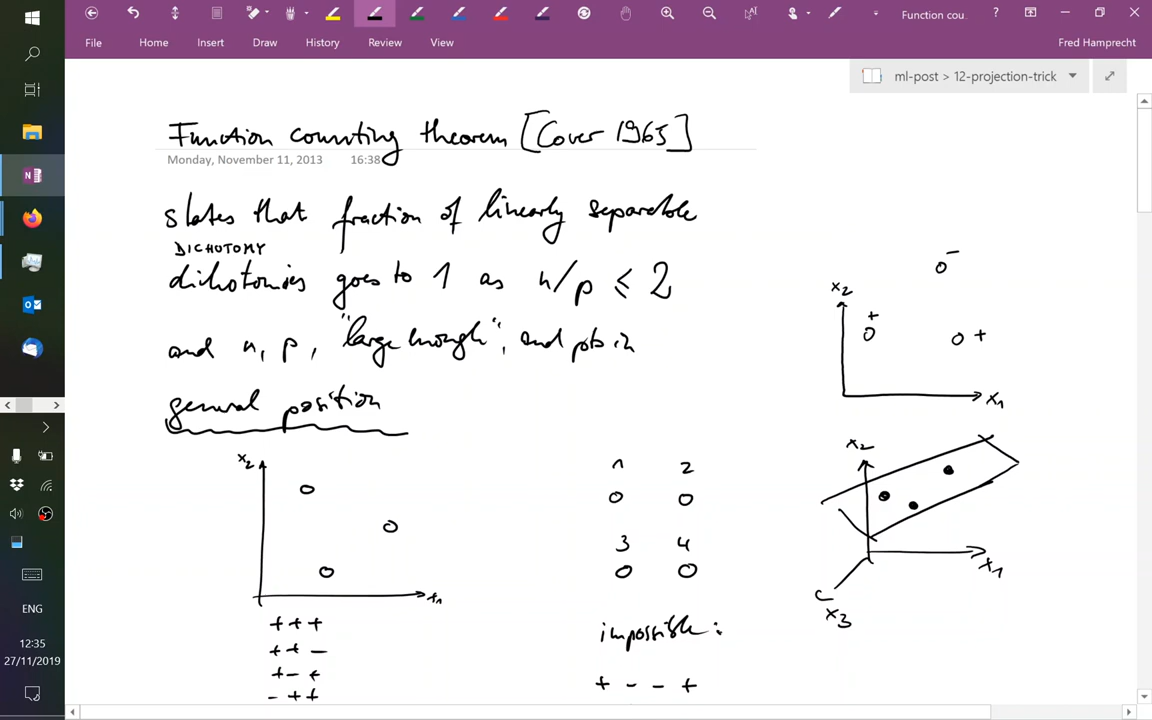 Function cou...
Fred Hamprecht
File Home Insert Draw History Review View
ml-post > 12-projection-trick
Function counting theorem [Cover 1965]
Monday, November 11, 2013 16:38
states that fraction of linearly separable
DICHOTOMY
dichotomies goes to 1 as n/p ≤ 2
and n, p, "large enough", and pts in
general position
x2
x1
+ + +
+ + -
+ - +
- + +
1 2
3 4
impossible:
+ - - +
x2
+
-
+
x1
x2
x1
x3
ENG
12:35
27/11/2019